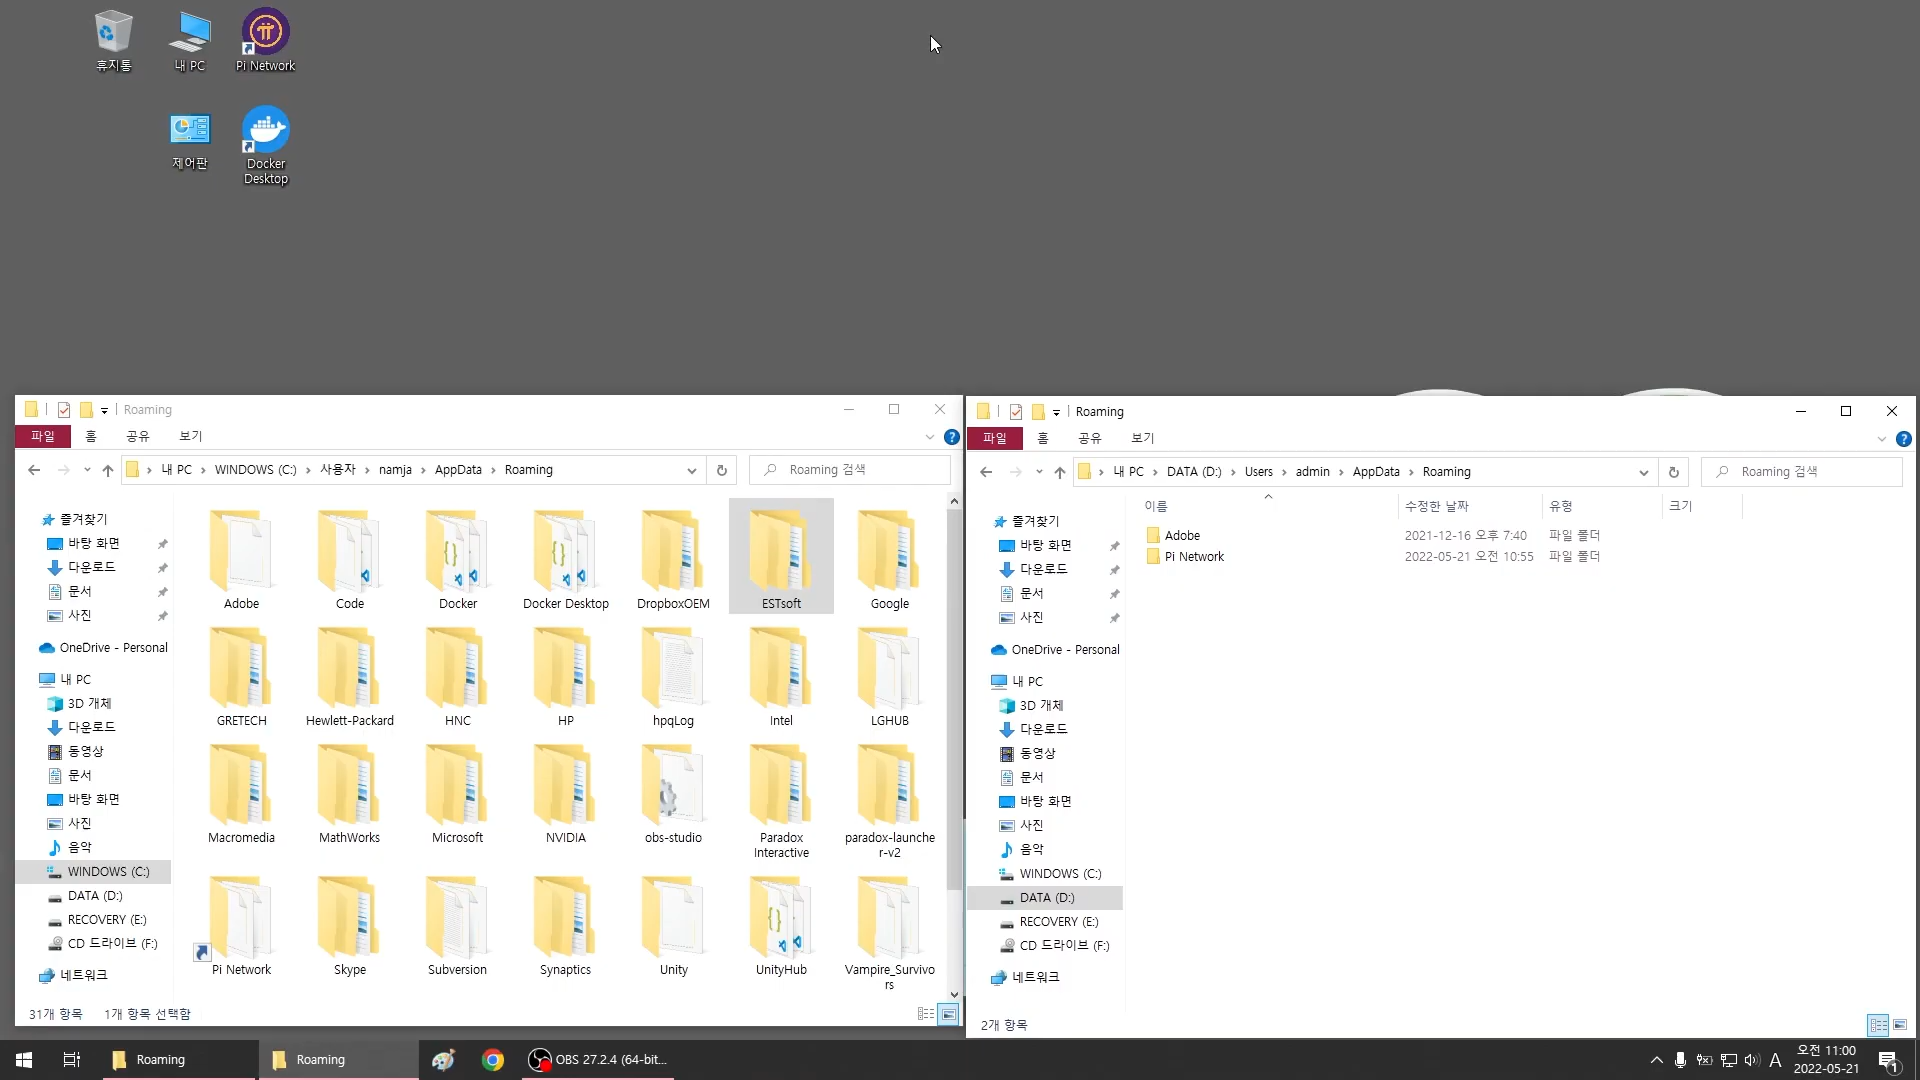 휴지통
내 PC
Pi Network
제어판
Docker
Desktop
Roaming
파일 홈 공유 보기
내 PC WINDOWS (C:) 사용자 namja AppData Roaming
Roaming 검색
즐겨찾기
바탕 화면
다운로드
문서
사진
OneDrive - Personal
내 PC
3D 개체
다운로드
동영상
문서
바탕 화면
사진
음악
WINDOWS (C:)
DATA (D:)
RECOVERY (E:)
CD 드라이브 (F:)
네트워크
Adobe
Code
Docker
Docker Desktop
DropboxOEM
ESTsoft
Google
GRETECH
Hewlett-Packard
HNC
HP
hpqLog
Intel
LGHUB
Macromedia
MathWorks
Microsoft
NVIDIA
obs-studio
Paradox
Interactive
paradox-launche
r-v2
Pi Network
Skype
Subversion
Synaptics
Unity
UnityHub
Vampire_Survivo
rs
31개 항목 1개 항목 선택함
Roaming
파일 홈 공유 보기
내 PC DATA (D:) Users admin AppData Roaming
Roaming 검색
즐겨찾기
바탕 화면
다운로드
문서
사진
OneDrive - Personal
내 PC
3D 개체
다운로드
동영상
문서
바탕 화면
사진
음악
WINDOWS (C:)
DATA (D:)
RECOVERY (E:)
CD 드라이브 (F:)
네트워크
이름 수정한 날짜 유형 크기
Adobe 2021-12-16 오후 7:40 파일 폴더
Pi Network 2022-05-21 오전 10:55 파일 폴더
2개 항목
Roaming
Roaming
OBS 27.2.4 (64-bit...
A
오전 11:00
2022-05-21
1